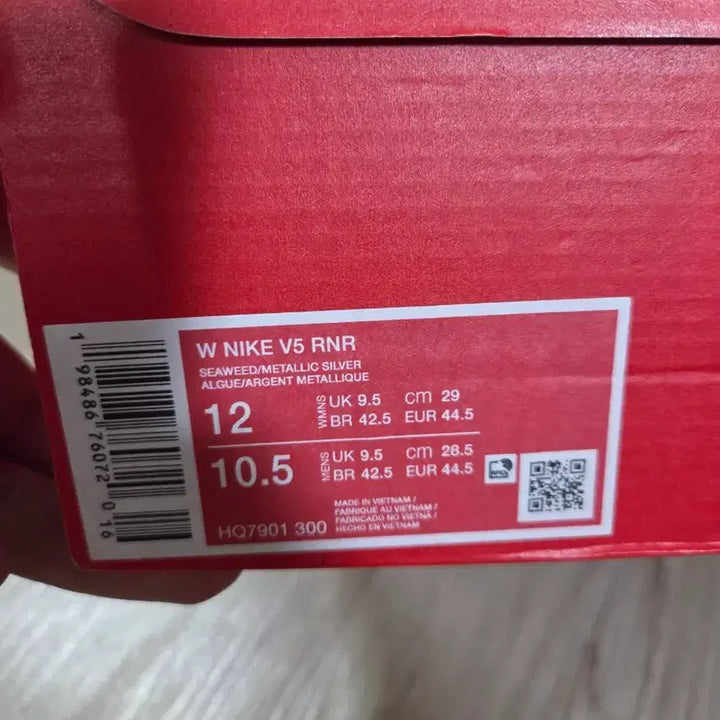 W NIKE V5 RNR
SEAWEED/METALLIC SILVER
ALGUE/ARGENT METALLIQUE
12
WMNS
UK 9.5 cm 29
BR 42.5 EUR 44.5
10.5
MENS
UK 9.5 cm 28.5
BR 42.5 EUR 44.5
HQ7901 300
MADE IN VIETNAM /
FABRIQUE AU VIETNAM /
FABRICADO NO VIETNÃ /
HECHO EN VIETNAM
1 98486 76072 0 16